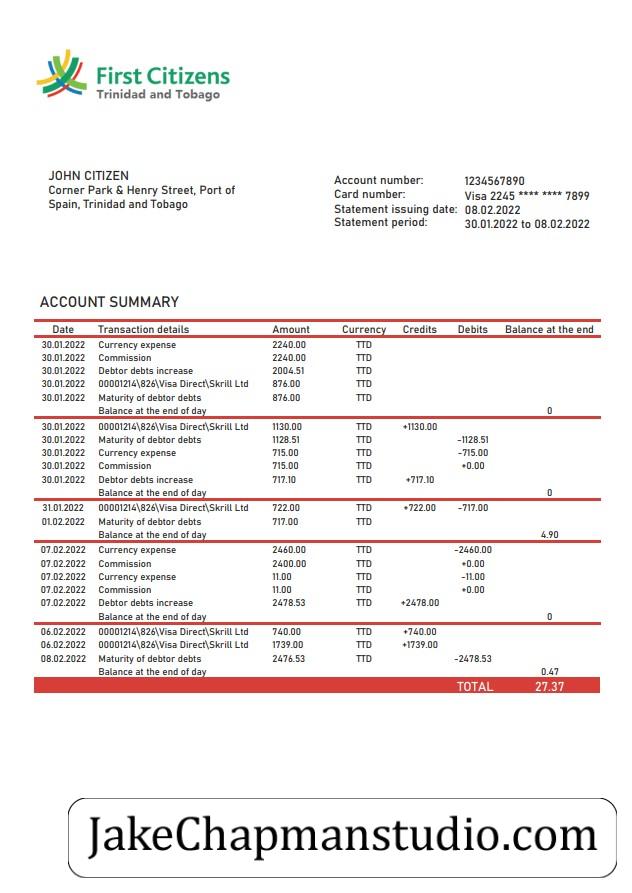 First Citizens
Trinidad and Tobago
JOHN CITIZEN
Corner Park & Henry Street, Port of
Spain, Trinidad and Tobago
Account number: 1234567890
Card number: Visa 2245 **** **** 7899
Statement issuing date: 08.02.2022
Statement period: 30.01.2022 to 08.02.2022
ACCOUNT SUMMARY
Date Transaction details Amount Currency Credits Debits Balance at the end
30.01.2022 Currency expense 2240.00 TTD
30.01.2022 Commission 2240.00 TTD
30.01.2022 Debtor debts increase 2004.51 TTD
30.01.2022 00001214\826\Visa Direct\Skrill Ltd 876.00 TTD
30.01.2022 Maturity of debtor debts 876.00 TTD
Balance at the end of day 0
30.01.2022 00001214\826\Visa Direct\Skrill Ltd 1130.00 TTD +1130.00
30.01.2022 Maturity of debtor debts 1128.51 TTD -1128.51
30.01.2022 Currency expense 715.00 TTD -715.00
30.01.2022 Commission 715.00 TTD +0.00
30.01.2022 Debtor debts increase 717.10 TTD +717.10
Balance at the end of day 0
31.01.2022 00001214\826\Visa Direct\Skrill Ltd 722.00 TTD +722.00 -717.00
01.02.2022 Maturity of debtor debts 717.00 TTD
Balance at the end of day 4.90
07.02.2022 Currency expense 2460.00 TTD -2460.00
07.02.2022 Commission 2400.00 TTD +0.00
07.02.2022 Currency expense 11.00 TTD -11.00
07.02.2022 Commission 11.00 TTD +0.00
07.02.2022 Debtor debts increase 2478.53 TTD +2478.00
Balance at the end of day 0
06.02.2022 00001214\826\Visa Direct\Skrill Ltd 740.00 TTD +740.00
06.02.2022 00001214\826\Visa Direct\Skrill Ltd 1739.00 TTD +1739.00
08.02.2022 Maturity of debtor debts 2476.53 TTD -2478.53
Balance at the end of day 0.47
TOTAL 27.37
JakeChapmanstudio.com